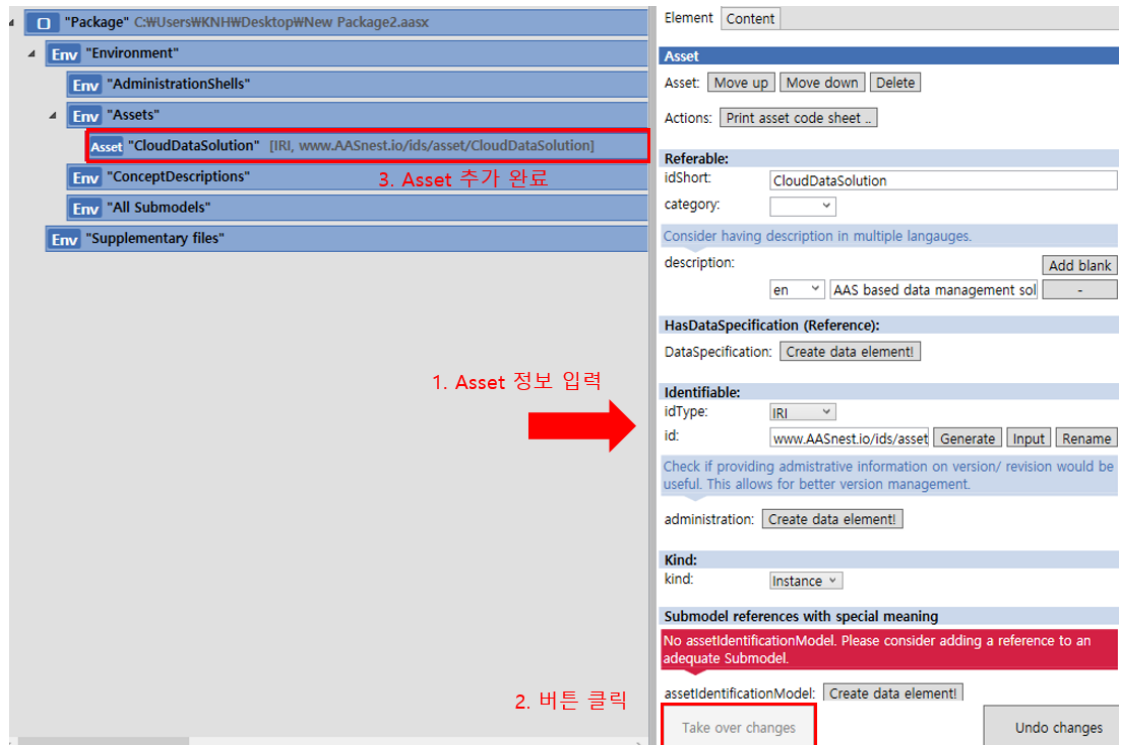 "Package" C:₩Users₩KNH₩Desktop₩New Package2.aasx
Env "Environment"
Env "AdministrationShells"
Env "Assets"
Asset "CloudDataSolution" [IRI, www.AASnest.io/ids/asset/CloudDataSolution]
Env "ConceptDescriptions"
3. Asset 추가 완료
Env "All Submodels"
Env "Supplementary files"
1. Asset 정보 입력
2. 버튼 클릭
Element Content
Asset
Asset: Move up Move down Delete
Actions: Print asset code sheet ..
Referable:
idShort: CloudDataSolution
category:
Consider having description in multiple langauges.
description: Add blank
en AAS based data management sol -
HasDataSpecification (Reference):
DataSpecification: Create data element!
Identifiable:
idType: IRI
id: www.AASnest.io/ids/asset Generate Input Rename
Check if providing admistrative information on version/ revision would be
useful. This allows for better version management.
administration: Create data element!
Kind:
kind: Instance
Submodel references with special meaning
No assetIdentificationModel. Please consider adding a reference to an
adequate Submodel.
assetIdentificationModel: Create data element!
Take over changes Undo changes